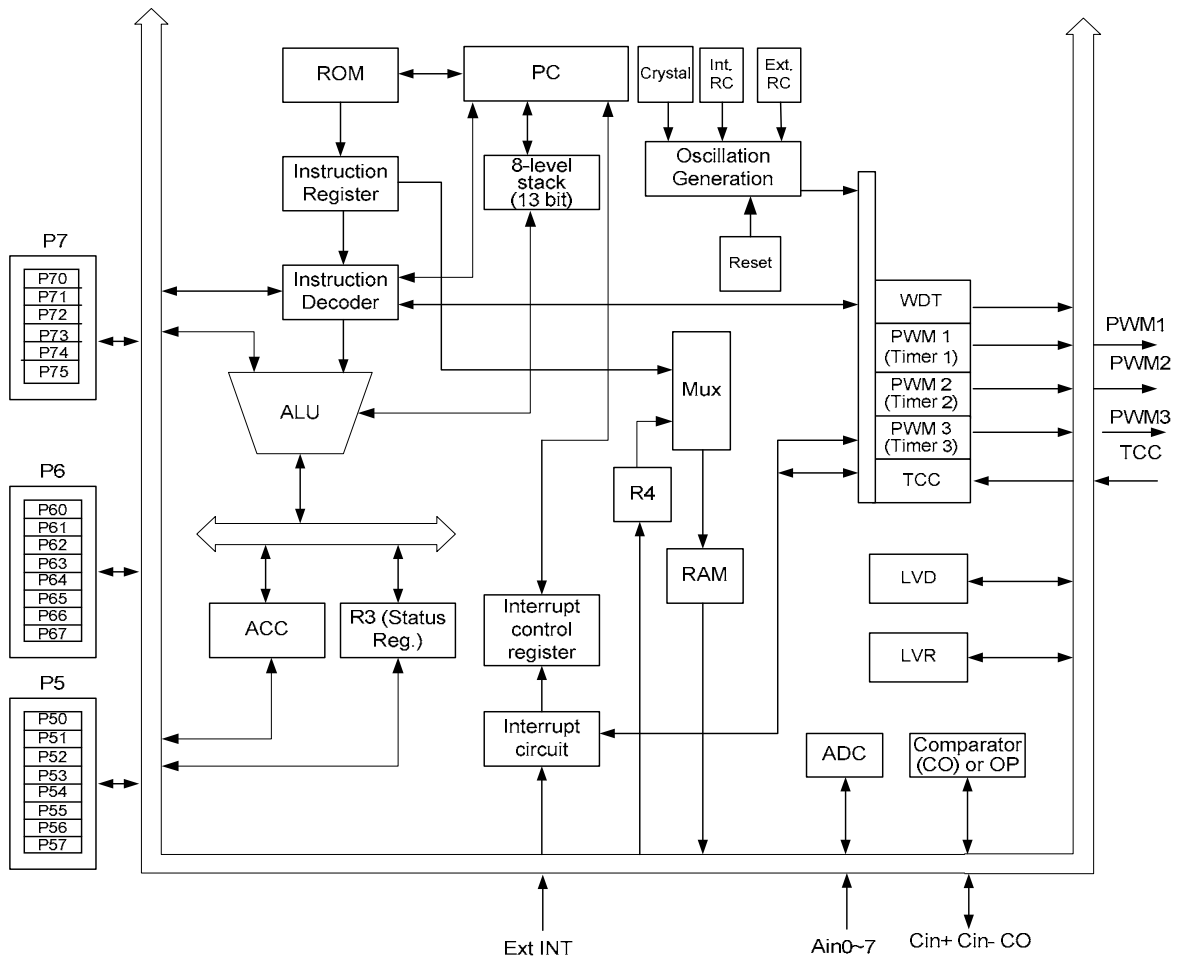 ROM
PC
Crystal
Int.
RC
Ext.
RC
Instruction
Register
8-level
stack
(13 bit)
Oscillation
Generation
Reset
P7
P70
P71
P72
P73
P74
P75
Instruction
Decoder
WDT
PWM 1
(Timer 1)
PWM 2
(Timer 2)
PWM 3
(Timer 3)
TCC
PWM1
PWM2
PWM3
TCC
ALU
Mux
R4
P6
P60
P61
P62
P63
P64
P65
P66
P67
RAM
LVD
ACC
R3 (Status
Reg.)
Interrupt
control
register
LVR
P5
P50
P51
P52
P53
P54
P55
P56
P57
Interrupt
circuit
ADC
Comparator
(CO) or OP
Ext INT
Ain0~7
Cin+ Cin- CO